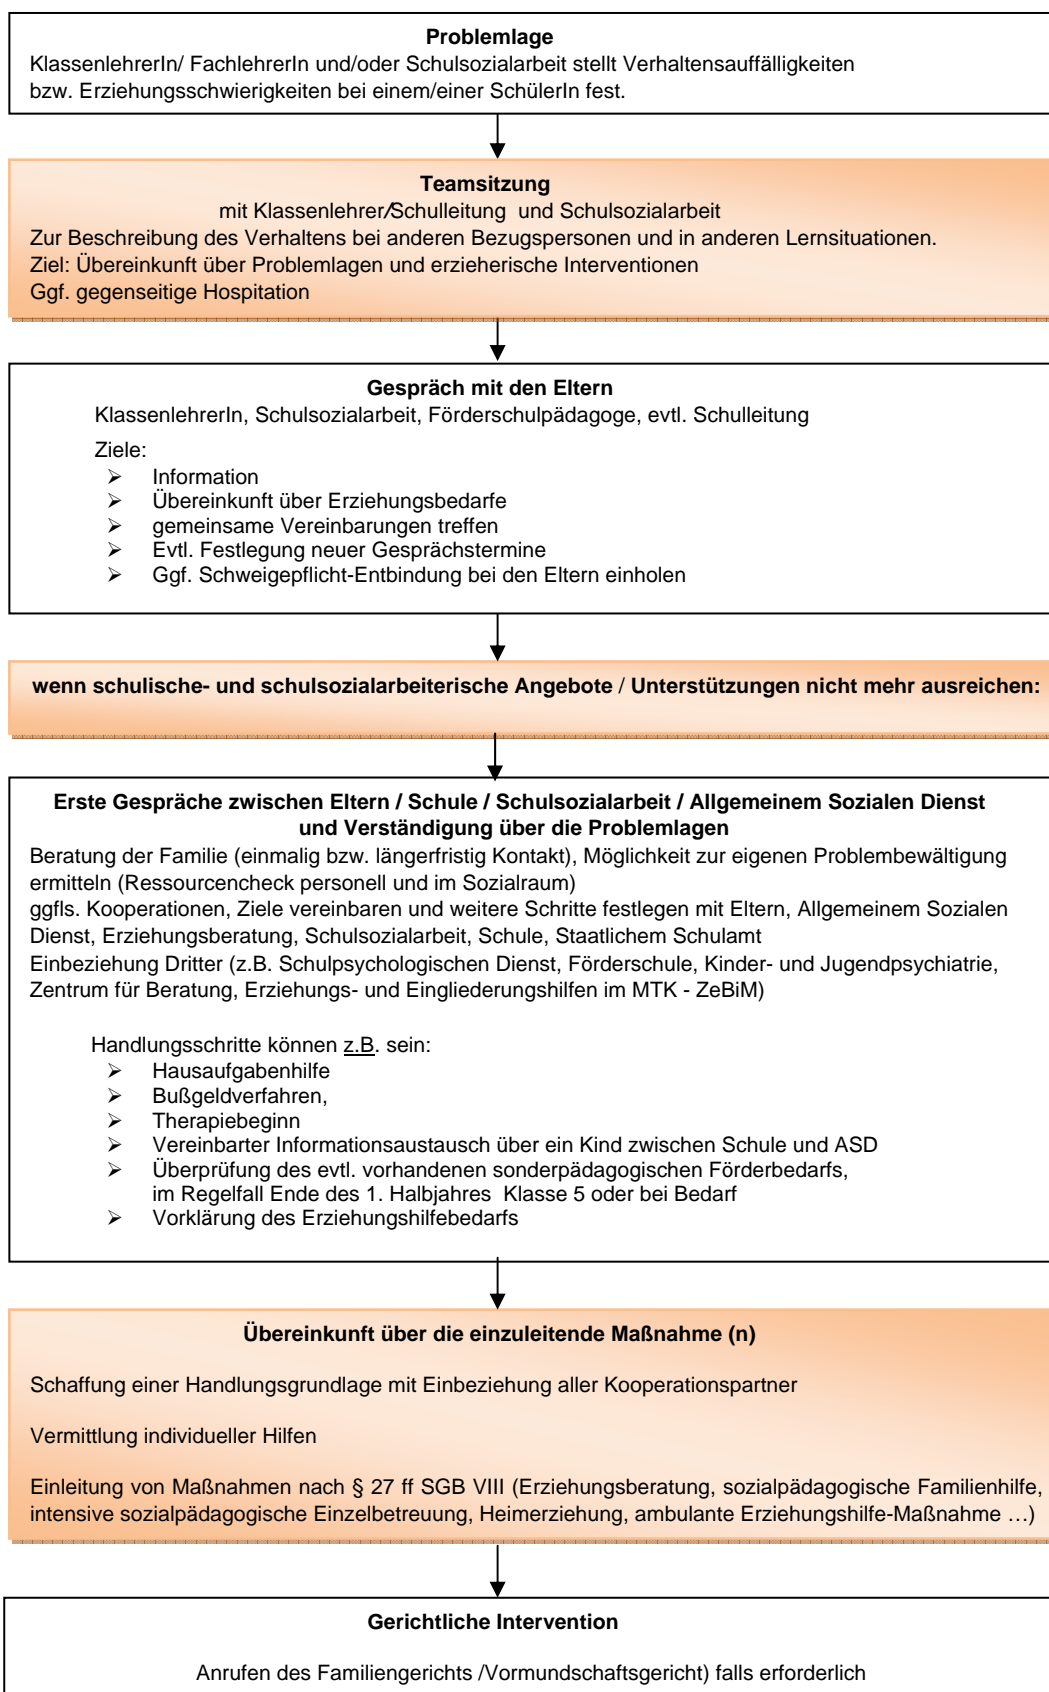 Problemlage
KlassenlehrerIn/ FachlehrerIn und/oder Schulsozialarbeit stellt Verhaltensauffälligkeiten
bzw. Erziehungsschwierigkeiten bei einem/einer SchülerIn fest.
Teamsitzung
mit Klassenlehrer/Schulleitung und Schulsozialarbeit
Zur Beschreibung des Verhaltens bei anderen Bezugspersonen und in anderen Lernsituationen.
Ziel: Übereinkunft über Problemlagen und erzieherische Interventionen
Ggf. gegenseitige Hospitation
Gespräch mit den Eltern
KlassenlehrerIn, Schulsozialarbeit, Förderschulpädagoge, evtl. Schulleitung
Ziele:
➢ Information
➢ Übereinkunft über Erziehungsbedarfe
➢ gemeinsame Vereinbarungen treffen
➢ Evtl. Festlegung neuer Gesprächstermine
➢ Ggf. Schweigepflicht-Entbindung bei den Eltern einholen
wenn schulische- und schulsozialarbeiterische Angebote / Unterstützungen nicht mehr ausreichen:
Erste Gespräche zwischen Eltern / Schule / Schulsozialarbeit / Allgemeinem Sozialen Dienst
und Verständigung über die Problemlagen
Beratung der Familie (einmalig bzw. längerfristig Kontakt), Möglichkeit zur eigenen Problembewältigung
ermitteln (Ressourcencheck personell und im Sozialraum)
ggfls. Kooperationen, Ziele vereinbaren und weitere Schritte festlegen mit Eltern, Allgemeinem Sozialen
Dienst, Erziehungsberatung, Schulsozialarbeit, Schule, Staatlichem Schulamt
Einbeziehung Dritter (z.B. Schulpsychologischen Dienst, Förderschule, Kinder- und Jugendpsychiatrie,
Zentrum für Beratung, Erziehungs- und Eingliederungshilfen im MTK - ZeBiM)
Handlungsschritte können z.B. sein:
➢ Hausaufgabenhilfe
➢ Bußgeldverfahren,
➢ Therapiebeginn
➢ Vereinbarter Informationsaustausch über ein Kind zwischen Schule und ASD
➢ Überprüfung des evtl. vorhandenen sonderpädagogischen Förderbedarfs,
im Regelfall Ende des 1. Halbjahres Klasse 5 oder bei Bedarf
➢ Vorklärung des Erziehungshilfebedarfs
Übereinkunft über die einzuleitende Maßnahme (n)
Schaffung einer Handlungsgrundlage mit Einbeziehung aller Kooperationspartner
Vermittlung individueller Hilfen
Einleitung von Maßnahmen nach § 27 ff SGB VIII (Erziehungsberatung, sozialpädagogische Familienhilfe,
intensive sozialpädagogische Einzelbetreuung, Heimerziehung, ambulante Erziehungshilfe-Maßnahme …)
Gerichtliche Intervention
Anrufen des Familiengerichts /Vormundschaftsgericht) falls erforderlich